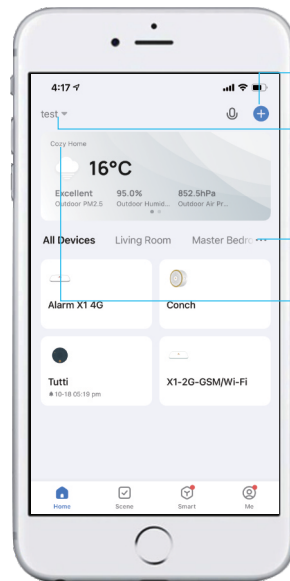 4:17
test
Cozy Home
16°C
Excellent 95.0% 852.5hPa
Outdoor PM2.5 Outdoor Humid... Outdoor Air Pr...
All Devices Living Room Master Bedro ...
Alarm X1 4G Conch
Tutti X1-2G-GSM/Wi-Fi
10-18 05:19 pm
Home Scene Smart Me